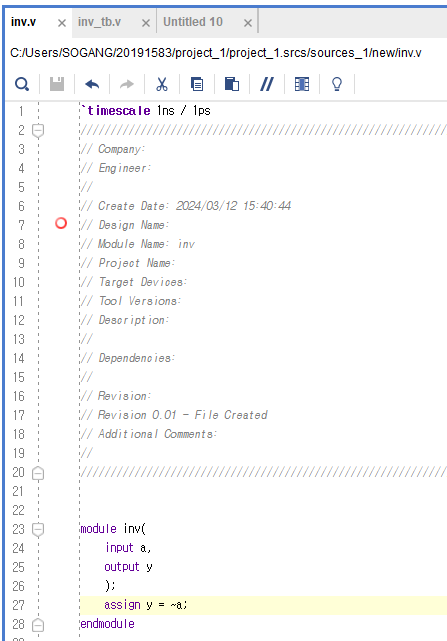 inv.v × inv_tb.v × Untitled 10 ×
C:/Users/SOGANG/20191583/project_1/project_1.srcs/sources_1/new/inv.v
1 `timescale 1ns / 1ps
2 //////////////////////////////////////////////////////////////
3 // Company:
4 // Engineer:
5 //
6 // Create Date: 2024/03/12 15:40:44
7 // Design Name:
8 // Module Name: inv
9 // Project Name:
10 // Target Devices:
11 // Tool Versions:
12 // Description:
13 //
14 // Dependencies:
15 //
16 // Revision:
17 // Revision 0.01 - File Created
18 // Additional Comments:
19 //
20 //////////////////////////////////////////////////////////////
21
22
23 module inv(
24 input a,
25 output y
26 );
27 assign y = ~a;
28 endmodule